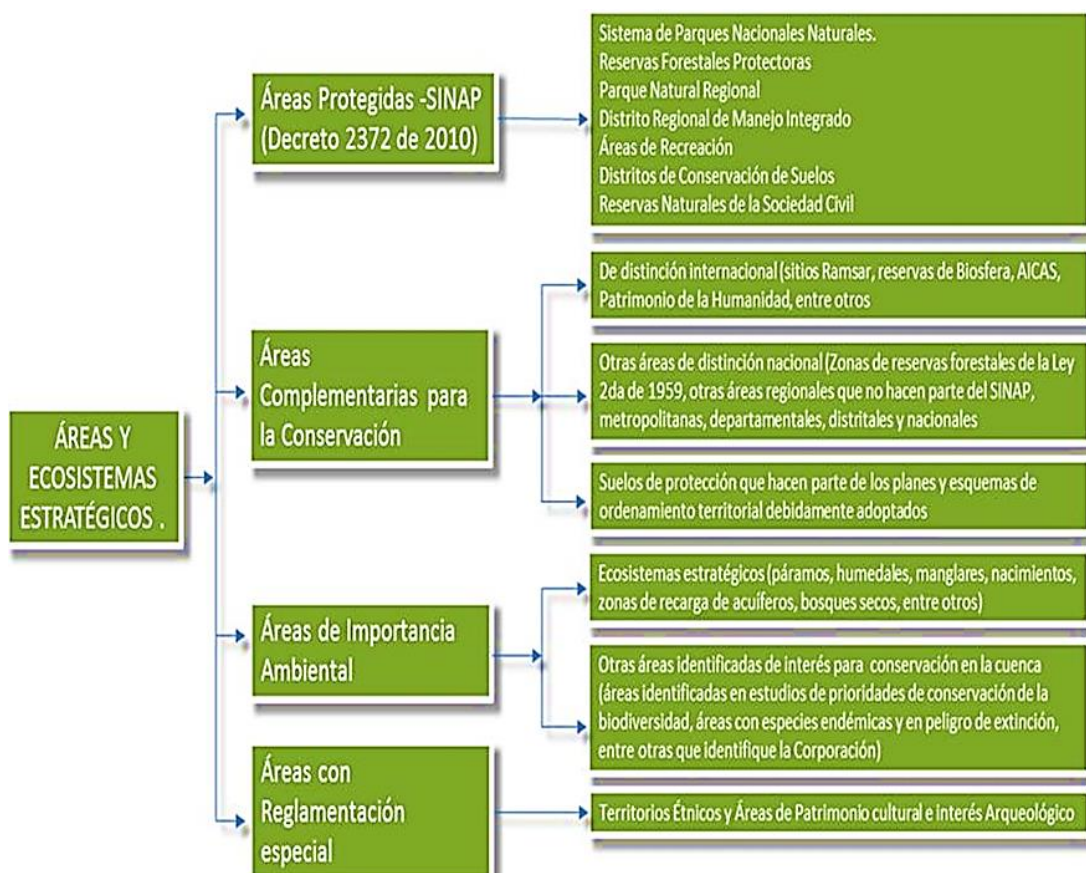 ÁREAS Y
ECOSISTEMAS
ESTRATÉGICOS .
Áreas Protegidas -SINAP
(Decreto 2372 de 2010)
Sistema de Parques Nacionales Naturales.
Reservas Forestales Protectoras
Parque Natural Regional
Distrito Regional de Manejo Integrado
Áreas de Recreación
Distritos de Conservación de Suelos
Reservas Naturales de la Sociedad Civil
Áreas
Complementarias para
la Conservación
De distinción internacional (sitios Ramsar, reservas de Biosfera, AICAS,
Patrimonio de la Humanidad, entre otros
Otras áreas de distinción nacional (Zonas de reservas forestales de la Ley
2da de 1959, otras áreas regionales que no hacen parte del SINAP,
metropolitanas, departamentales, distritales y nacionales
Suelos de protección que hacen parte de los planes y esquemas de
ordenamiento territorial debidamente adoptados
Áreas de Importancia
Ambiental
Ecosistemas estratégicos (páramos, humedales, manglares, nacimientos,
zonas de recarga de acuíferos, bosques secos, entre otros)
Otras áreas identificadas de interés para conservación en la cuenca
(áreas identificadas en estudios de prioridades de conservación de la
biodiversidad, áreas con especies endémicas y en peligro de extinción,
entre otras que identifique la Corporación)
Áreas con
Reglamentación
especial
Territorios Étnicos y Áreas de Patrimonio cultural e interés Arqueológico